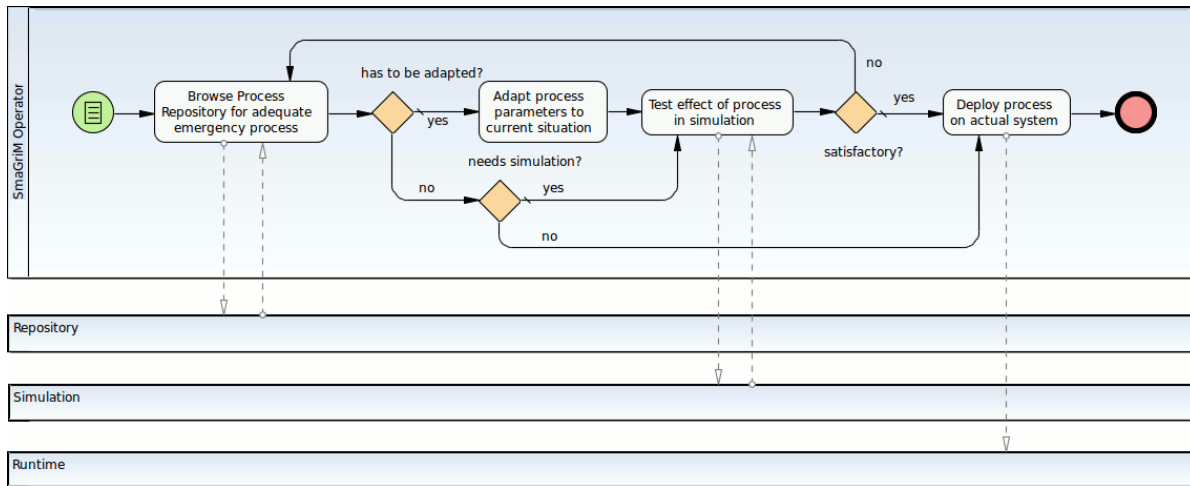 SmaGriM Operator
Browse Process
Repository for adequate
emergency process
has to be adapted?
yes
no
Adapt process
parameters to
current situation
needs simulation?
yes
no
Test effect of process
in simulation
no
yes
satisfactory?
Deploy process
on actual system
Repository
Simulation
Runtime